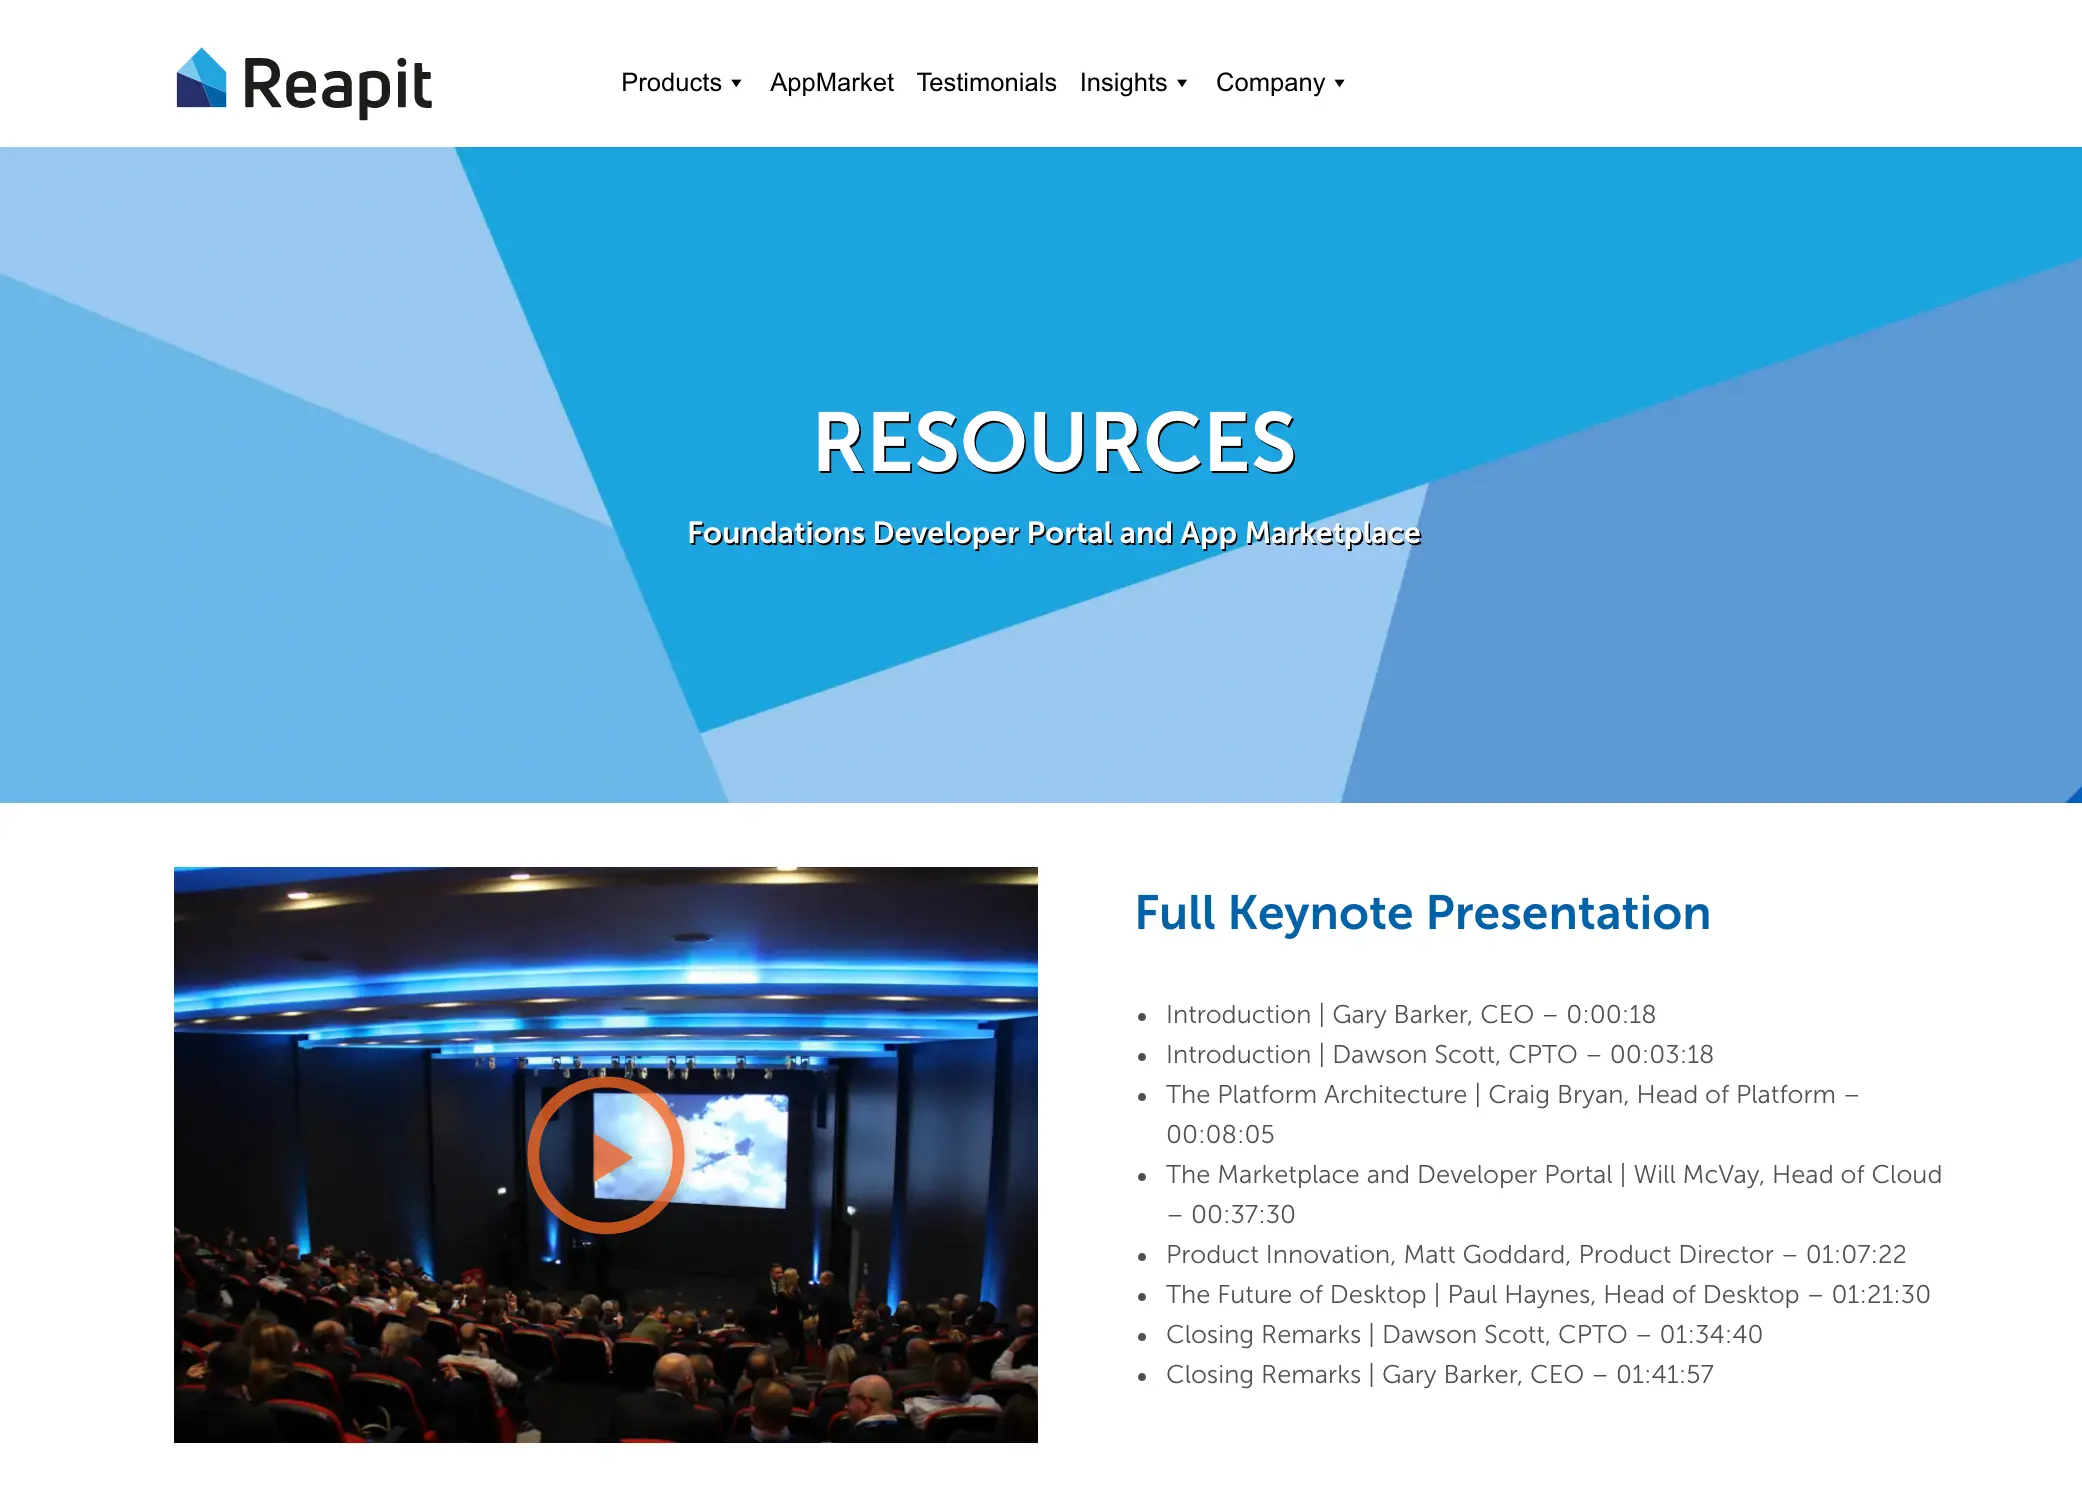 Reapit
Products AppMarket Testimonials Insights Company
RESOURCES
Foundations Developer Portal and App Marketplace
Full Keynote Presentation
• Introduction | Gary Barker, CEO – 0:00:18
• Introduction | Dawson Scott, CPTO – 00:03:18
• The Platform Architecture | Craig Bryan, Head of Platform –
00:08:05
• The Marketplace and Developer Portal | Will McVay, Head of Cloud
– 00:37:30
• Product Innovation, Matt Goddard, Product Director – 01:07:22
• The Future of Desktop | Paul Haynes, Head of Desktop – 01:21:30
• Closing Remarks | Dawson Scott, CPTO – 01:34:40
• Closing Remarks | Gary Barker, CEO – 01:41:57